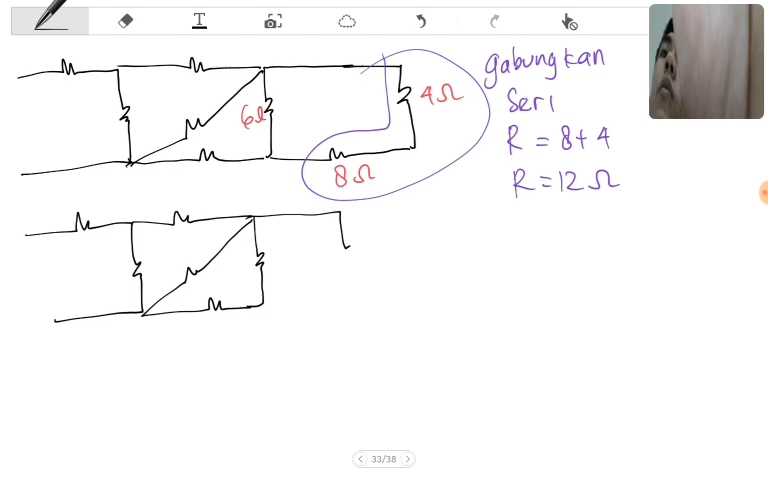 T
gabungkan
Seri
R = 8+4
R = 12 Ω
4Ω
6Ω
8Ω
33/38